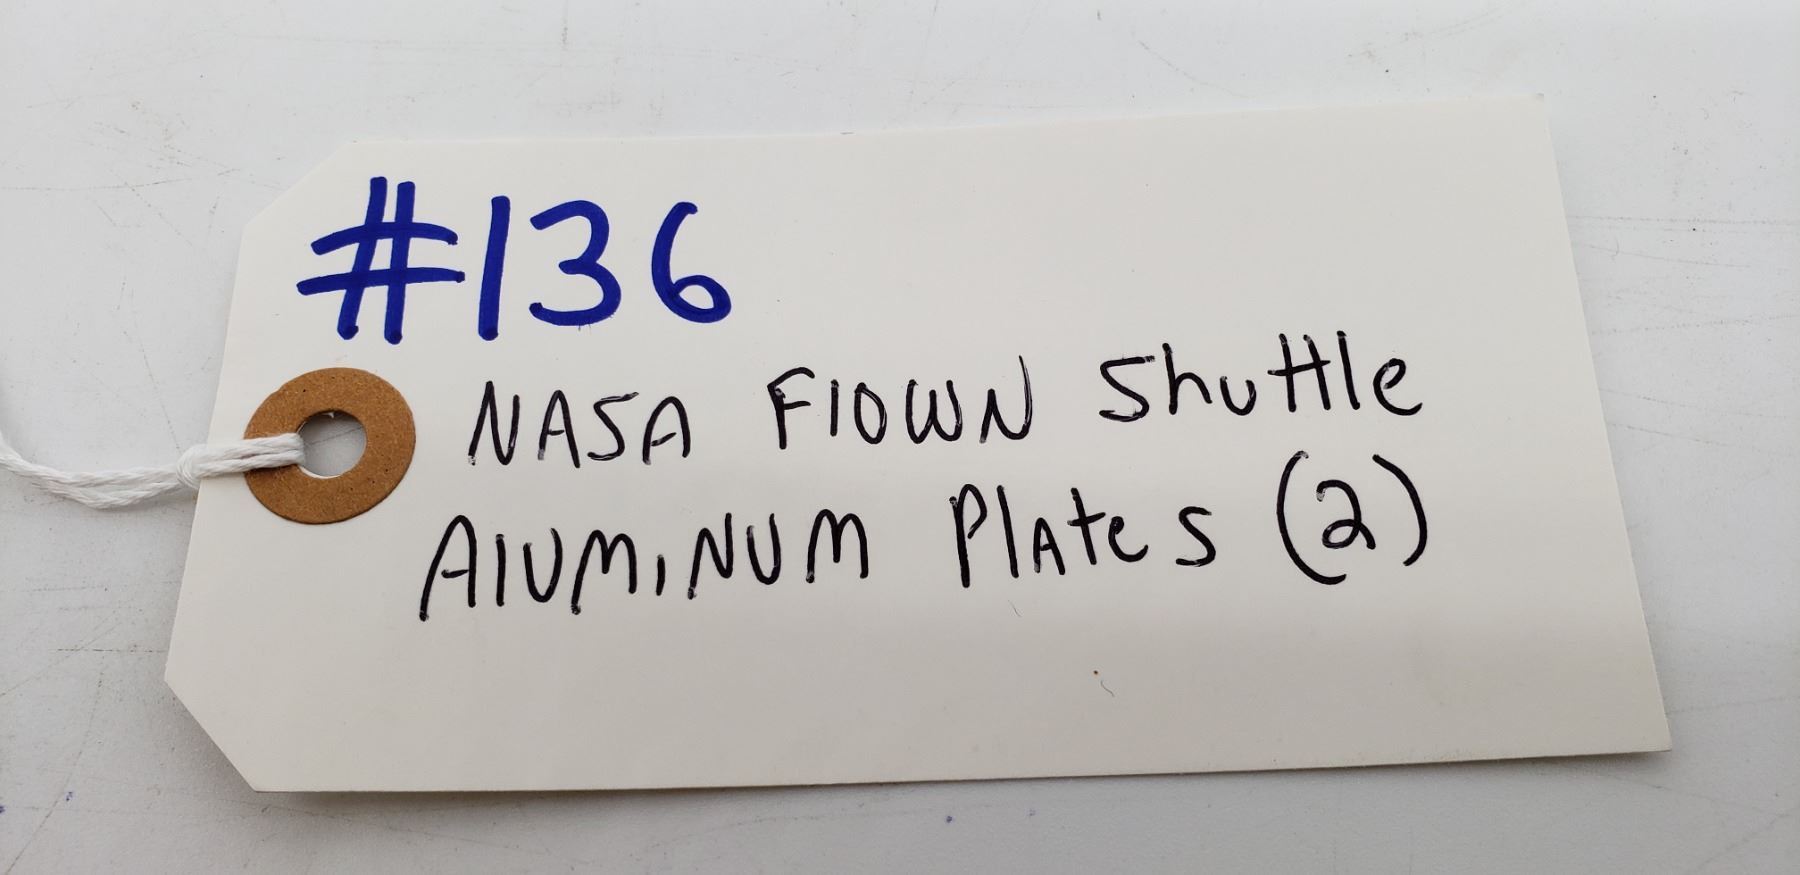 #136
NASA Flown Shuttle
Aluminum Plates (2)